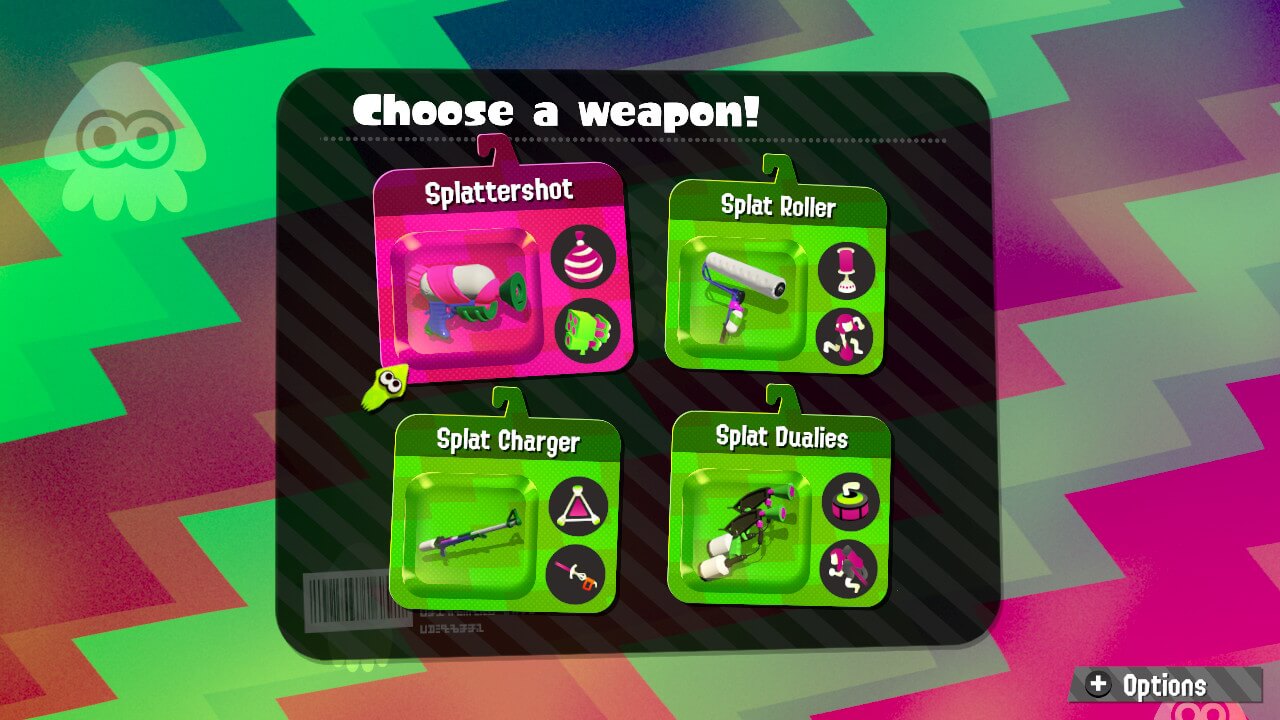 Choose a weapon!
Splattershot
Splat Roller
Splat Charger
Splat Dualies
Options